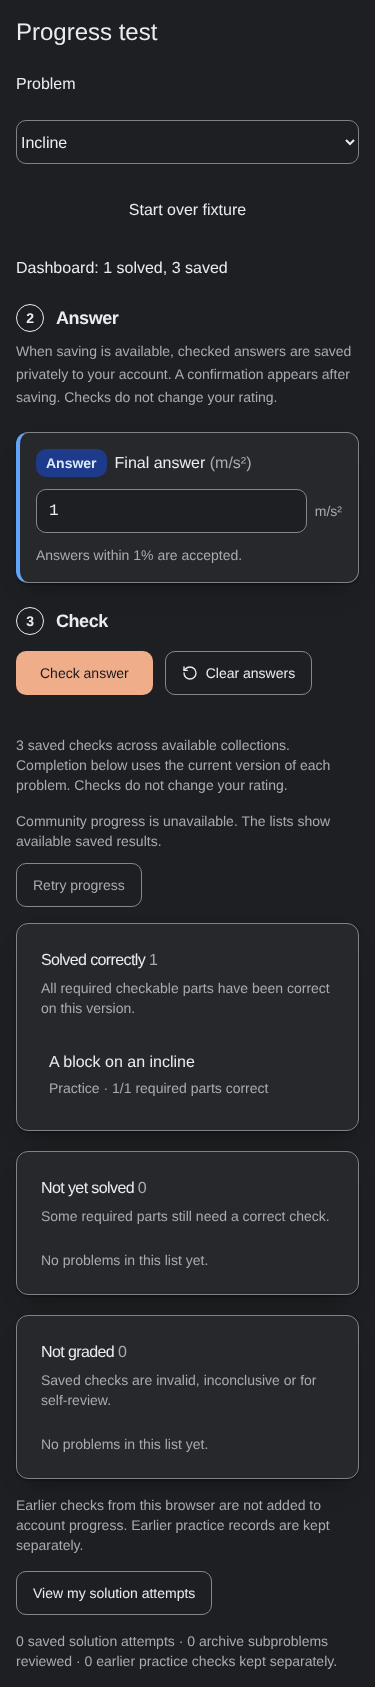 Progress test
Problem
Incline
Start over fixture
Dashboard: 1 solved, 3 saved
2 Answer
When saving is available, checked answers are saved
privately to your account. A confirmation appears after
saving. Checks do not change your rating.
Answer Final answer (m/s²)
1 m/s²
Answers within 1% are accepted.
3 Check
Check answer Clear answers
3 saved checks across available collections.
Completion below uses the current version of each
problem. Checks do not change your rating.
Community progress is unavailable. The lists show
available saved results.
Retry progress
Solved correctly 1
All required checkable parts have been correct
on this version.
A block on an incline
Practice · 1/1 required parts correct
Not yet solved 0
Some required parts still need a correct check.
No problems in this list yet.
Not graded 0
Saved checks are invalid, inconclusive or for
self-review.
No problems in this list yet.
Earlier checks from this browser are not added to
account progress. Earlier practice records are kept
separately.
View my solution attempts
0 saved solution attempts · 0 archive subproblems
reviewed · 0 earlier practice checks kept separately.